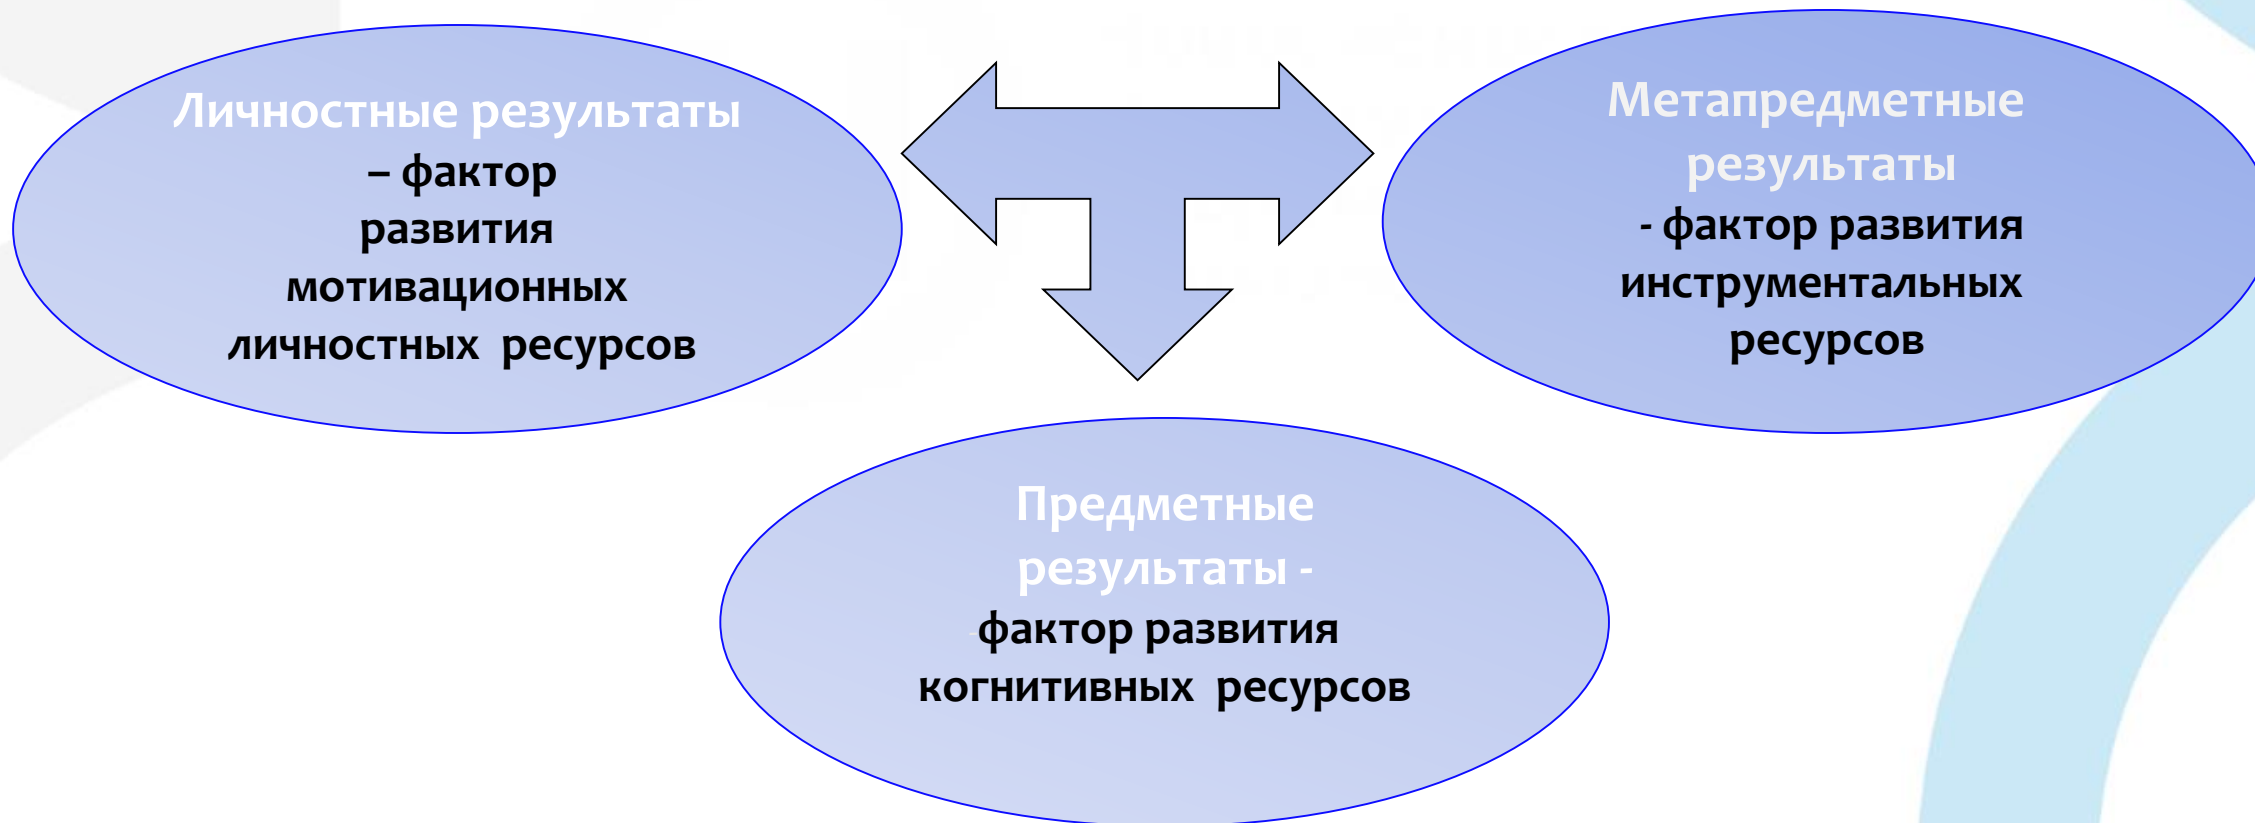 Личностные результаты
– фактор
развития
мотивационных
личностных ресурсов
Метапредметные
результаты
- фактор развития
инструментальных
ресурсов
Предметные
результаты -
-фактор развития
когнитивных ресурсов